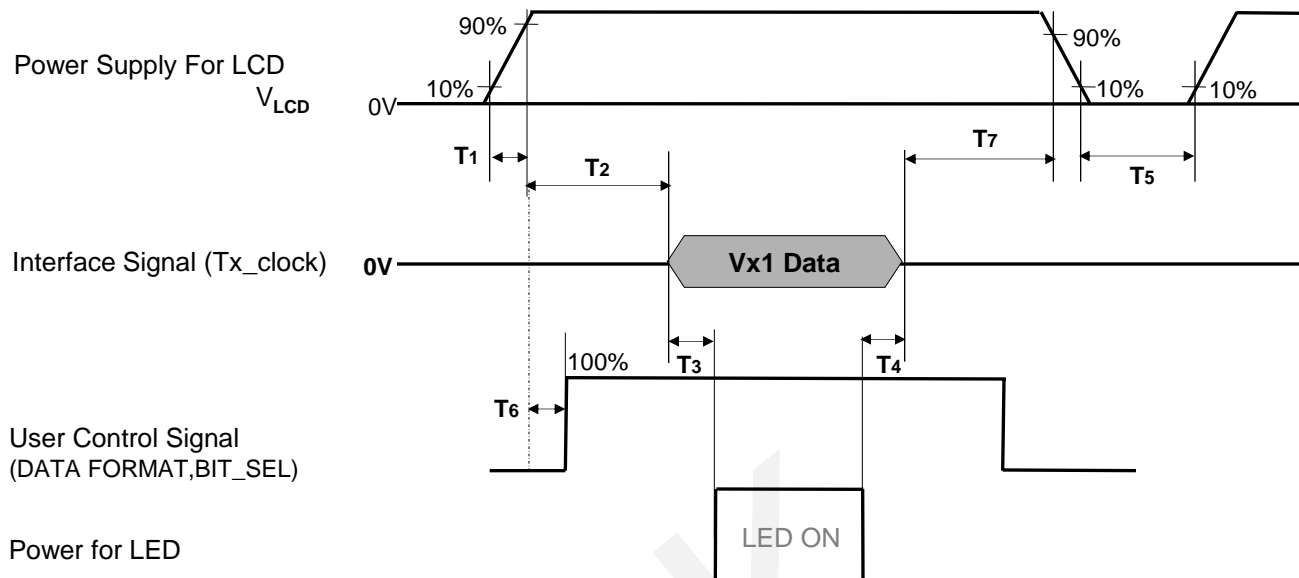 90%
90%
Power Supply For LCD
VLCD
10%
10%
10%
0V
T1
T2
T7
T5
Interface Signal (Tx_clock)
0V
Vx1 Data
T3
T4
100%
T6
User Control Signal
(DATA FORMAT,BIT_SEL)
LED ON
Power for LED